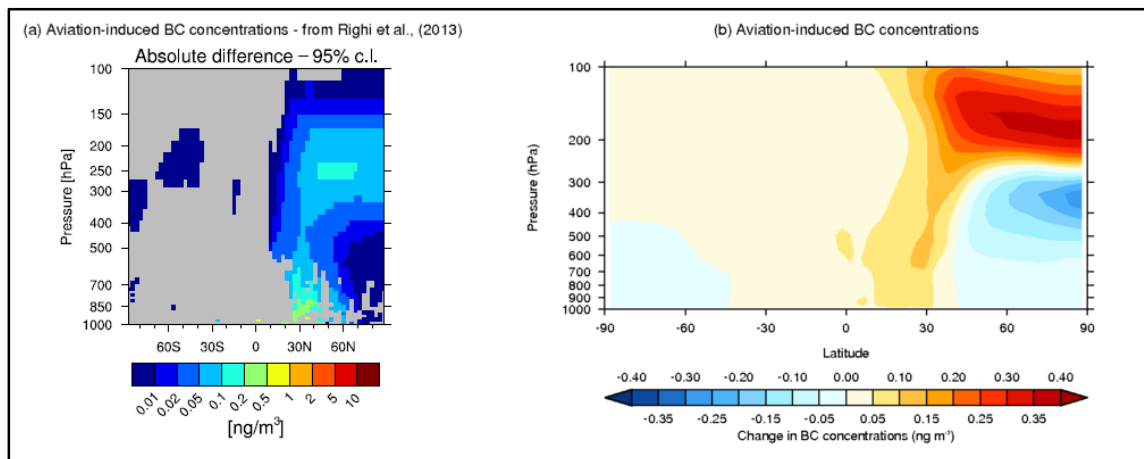 (a) Aviation-induced BC concentrations - from Righi et al., (2013)
Absolute difference – 95% c.l.
Pressure [hPa]
100
150
200
250
300
400
500
700
850
1000
60S 30S 0 30N 60N
0.01 0.02 0.05 0.1 0.2 0.5 1 2 5 10
[ng/m³]
(b) Aviation-induced BC concentrations
Pressure (hPa)
100
200
300
400
500
600
700
800
900
1000
-90 -60 -30 0 30 60 90
Latitude
-0.40 -0.30 -0.20 -0.10 0.00 0.10 0.20 0.30 0.40
-0.35 -0.25 -0.15 -0.05 0.05 0.15 0.25 0.35
Change in BC concentrations (ng m⁻³)